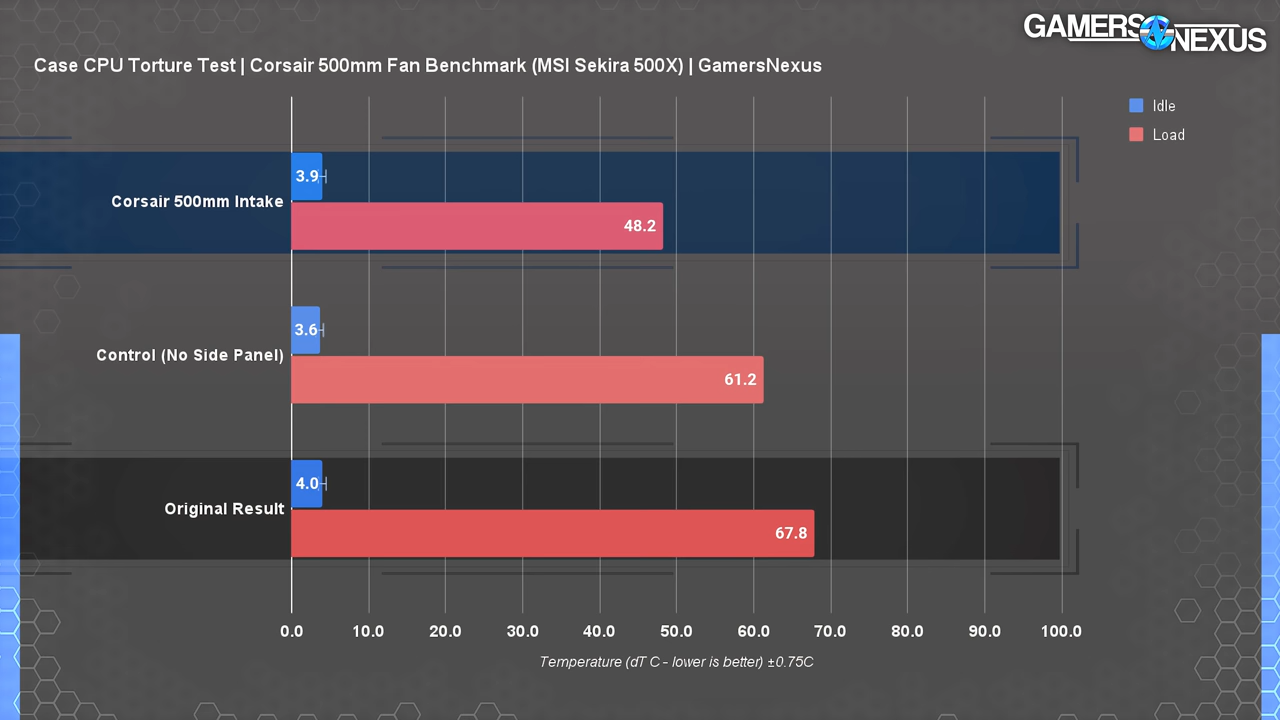 GAMERS NEXUS
Case CPU Torture Test | Corsair 500mm Fan Benchmark (MSI Sekira 500X) | GamersNexus
Idle
Load
Corsair 500mm Intake
3.9
48.2
Control (No Side Panel)
3.6
61.2
Original Result
4.0
67.8
0.0 10.0 20.0 30.0 40.0 50.0 60.0 70.0 80.0 90.0 100.0
Temperature (dT C - lower is better) ±0.75C